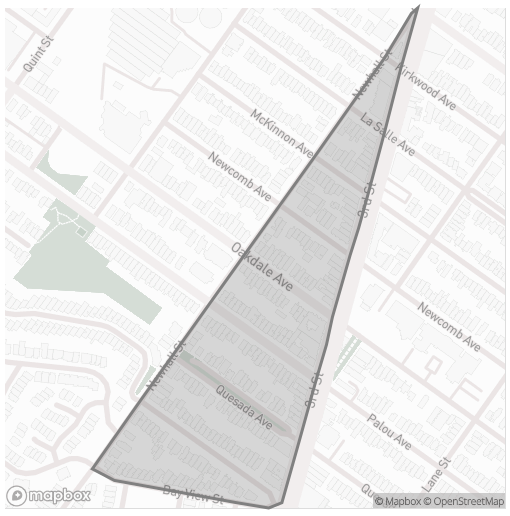 Quint St
Newhall St
Kirkwood Ave
La Salle Ave
McKinnon Ave
Newcomb Ave
3rd St
Oakdale Ave
Newcomb Ave
Newhall St
3rd St
Quesada Ave
Palou Ave
Lane St
Bay View St
mapbox
© Mapbox © OpenStreetMap